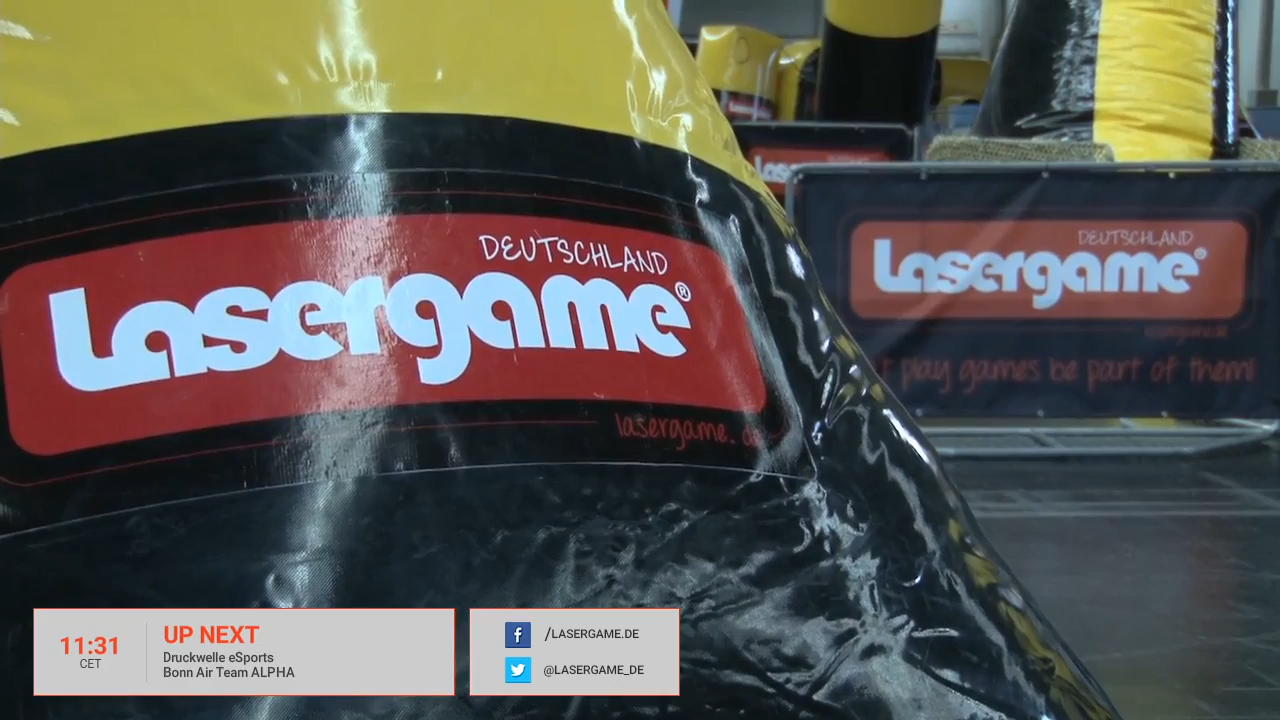 DEUTSCHLAND
Lasergame®
lasergame.de
DEUTSCHLAND
Lasergame®
play games be part of them!
11:31
CET
UP NEXT
Druckwelle eSports
Bonn Air Team ALPHA
/LASERGAME.DE
@LASERGAME_DE